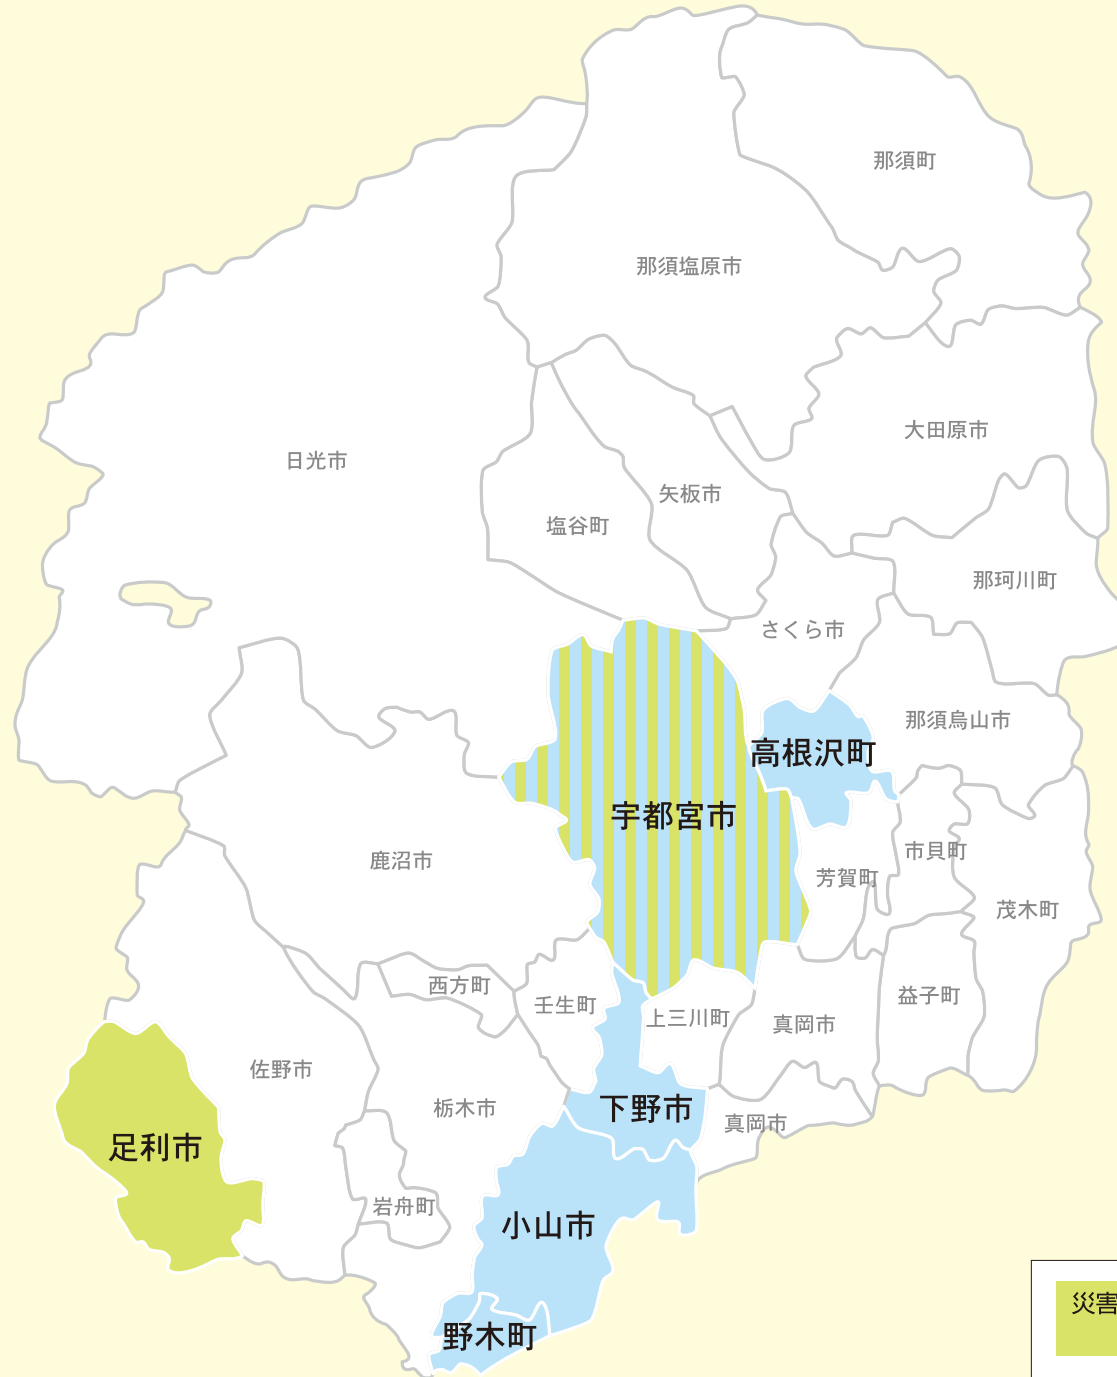 那須町
那須塩原市
大田原市
日光市
矢板市
塩谷町
那珂川町
さくら市
那須烏山市
高根沢町
宇都宮市
市貝町
鹿沼市
芳賀町
茂木町
西方町
益子町
壬生町
上三川町
真岡市
佐野市
栃木市
下野市
真岡市
足利市
岩舟町
小山市
災害
野木町